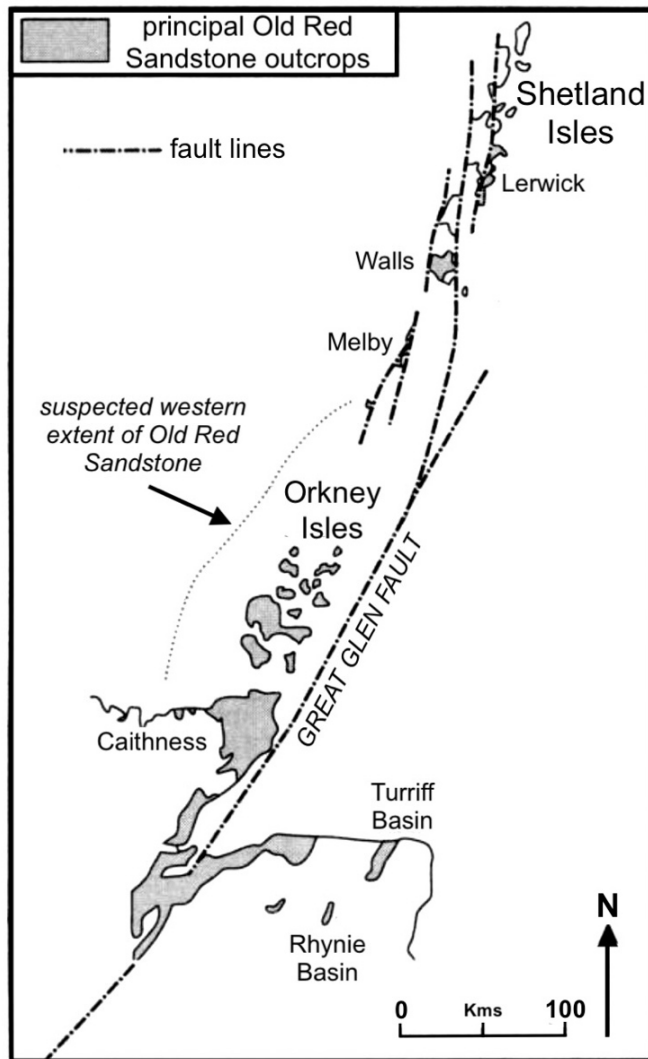 principal Old Red
Sandstone outcrops
fault lines
Shetland
Isles
Lerwick
Walls
Melby
suspected western
extent of Old Red
Sandstone
Orkney
Isles
GREAT GLEN FAULT
Caithness
Turriff
Basin
Rhynie
Basin
N
0 Kms 100